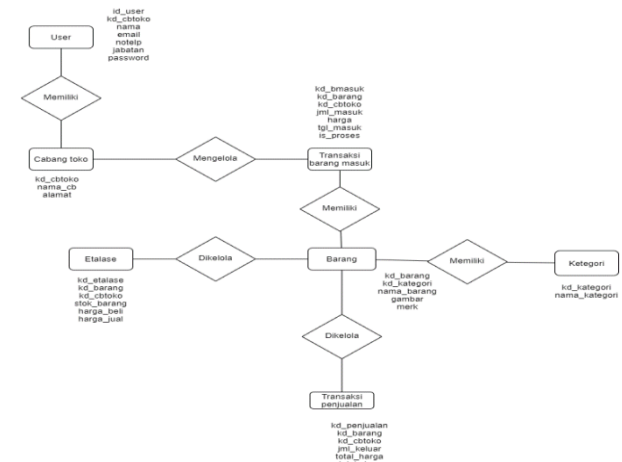 id_user
kd_cbtoko
nama
email
notelp
jabatan
password
User
Memiliki
kd_bmasuk
kd_barang
kd_cbtoko
jml_masuk
harga
tgl_masuk
is_proses
Cabang toko
Mengelola
Transaksi
barang masuk
kd_cbtoko
nama_cb
alamat
Memiliki
Etalase
Dikelola
Barang
Memiliki
Ketegori
kd_etalase
kd_barang
kd_cbtoko
stok_barang
harga_beli
harga_jual
kd_barang
kd_kategori
nama_barang
gambar
merk
kd_kategori
nama_kategori
Dikelola
Transaksi
penjualan
kd_penjualan
kd_barang
kd_cbtoko
jml_keluar
total_harga